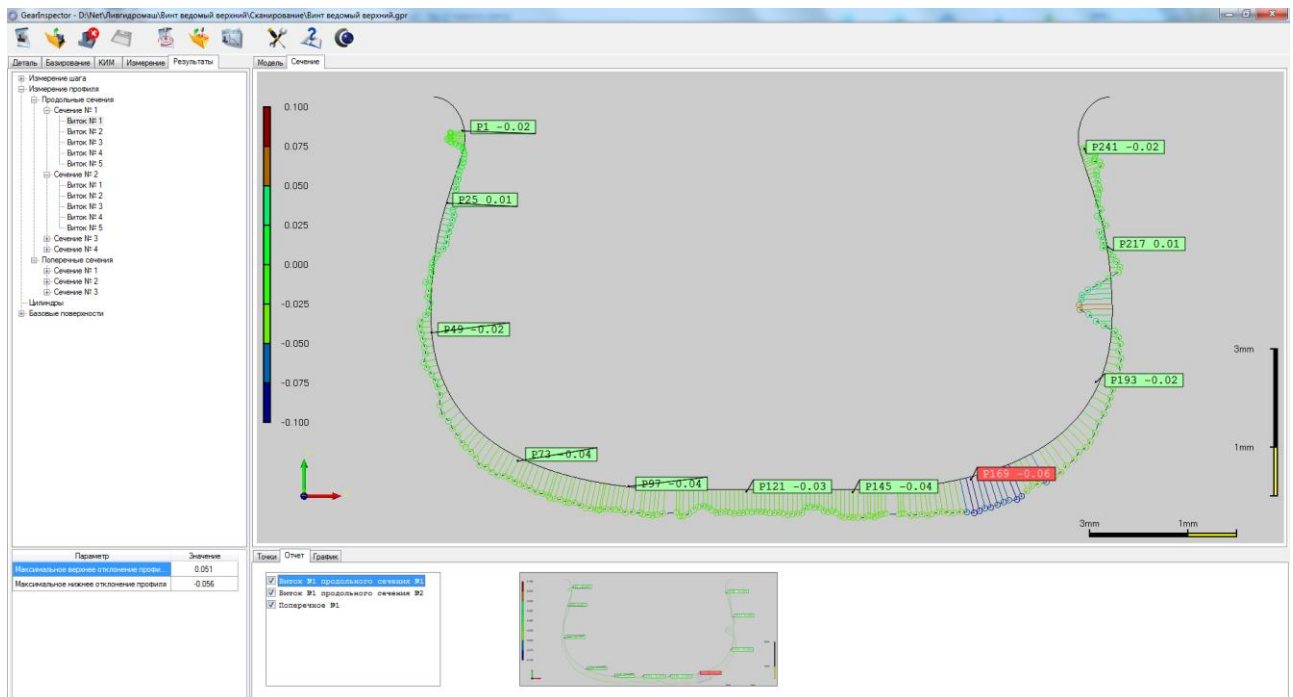 GearInspector - D:\Net\Ливгидромаш\Винт ведомый верхний\Сканирование\Винт ведомый верхний.gpr
Деталь Базирование КИМ Измерение Результаты
Модель Сечение
Измерение шага
Измерение профиля
Продольные сечения
Сечение № 1
Виток № 1
Виток № 2
Виток № 3
Виток № 4
Виток № 5
Сечение № 2
Виток № 1
Виток № 2
Виток № 3
Виток № 4
Виток № 5
Сечение № 3
Сечение № 4
Поперечные сечения
Сечение № 1
Сечение № 2
Сечение № 3
Цилиндры
Базовые поверхности
0.100
0.075
0.050
0.025
0.000
-0.025
-0.050
-0.075
-0.100
P1 -0.02
P25 0.01
P49 -0.02
P73 -0.04
P97 -0.04
P121 -0.03
P145 -0.04
P169 -0.06
P193 -0.02
P217 0.01
P241 -0.02
3mm
1mm
3mm 1mm
Параметр Значение
Максимальное верхнее отклонение профи... 0.051
Максимальное нижнее отклонение профиля -0.056
Точки Отчет График
Виток №1 продольного сечения №1
Виток №1 продольного сечения №2
Поперечное №1